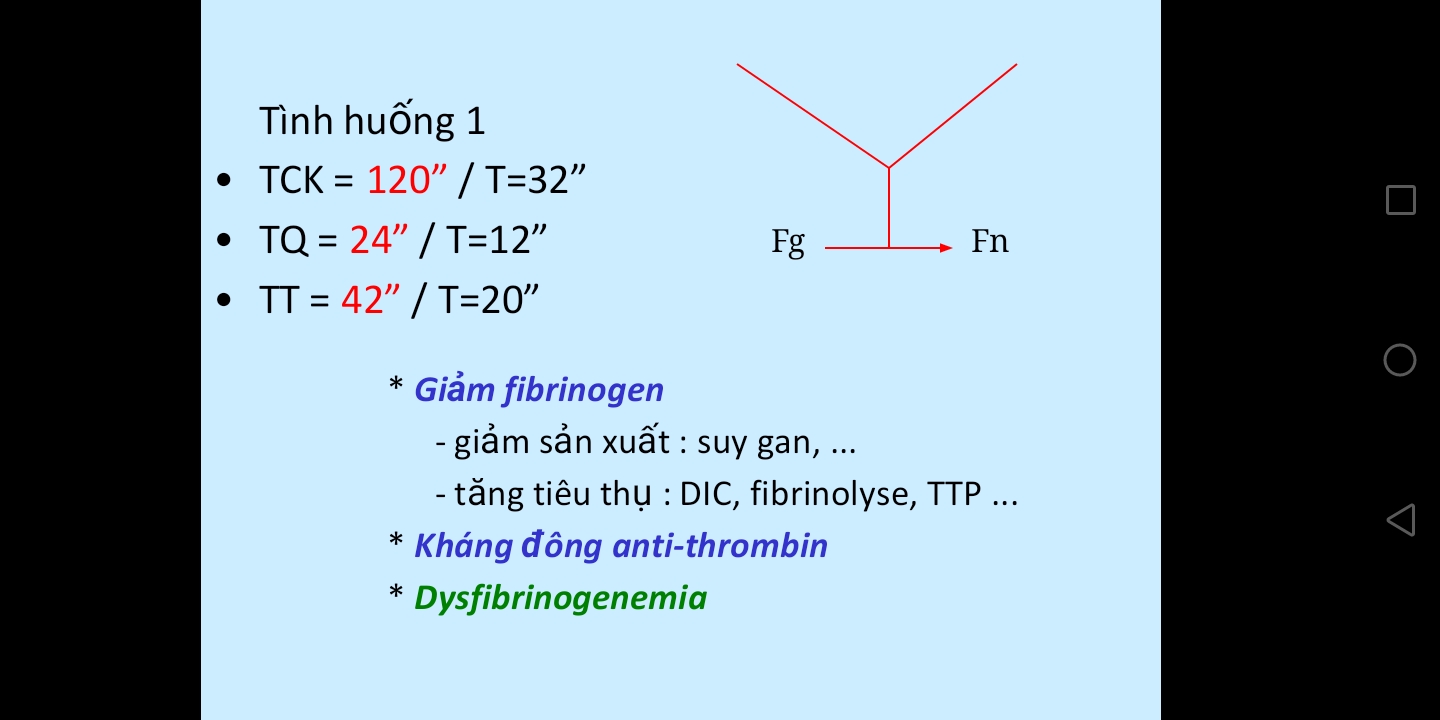 Tình huống 1
• TCK = 120” / T=32”
• TQ = 24” / T=12”
• TT = 42” / T=20”
Fg Fn
* Giảm fibrinogen
- giảm sản xuất : suy gan, ...
- tăng tiêu thụ : DIC, fibrinolyse, TTP ...
* Kháng đông anti-thrombin
* Dysfibrinogenemia